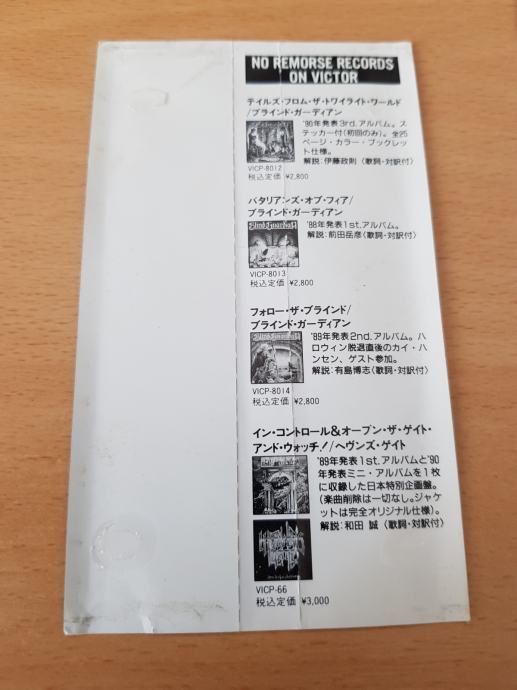 NO REMORSE RECORDS
ON VICTOR
テイルズ・フロム・ザ・トワイライト・ワールド
/ブラインド・ガーディアン
'90年発表3rd.アルバム。ス
テッカー付(初回のみ)。全25
ページ・カラー・ブックレッ
ト仕様。
解説:伊藤政則(歌詞・対訳付)
VICP-8012
税込定価 ¥2,800
バタリアンズ・オブ・フィア/
ブラインド・ガーディアン
'88年発表1st.アルバム。
解説:前田岳彦(歌詞・対訳付)
Blind Guardian
VICP-8013
税込定価 ¥2,800
フォロー・ザ・ブラインド/
ブラインド・ガーディアン
'89年発表2nd.アルバム。ハ
ロウィン脱退直後のカイ・ハ
ンセン、ゲスト参加。
解説:有島博志(歌詞・対訳付)
VICP-8014
税込定価 ¥2,800
イン・コントロール&オープン・ザ・ゲイト・
アンド・ウォッチ!/ヘヴンズ・ゲイト
'89年発表1st.アルバムと'90
年発表ミニ・アルバムを1枚
に収録した日本特別企画盤。
(楽曲削除は一切なし。ジャケ
ットは完全オリジナル仕様)。
解説:和田 誠(歌詞・対訳付)
VICP-66
税込定価 ¥3,000